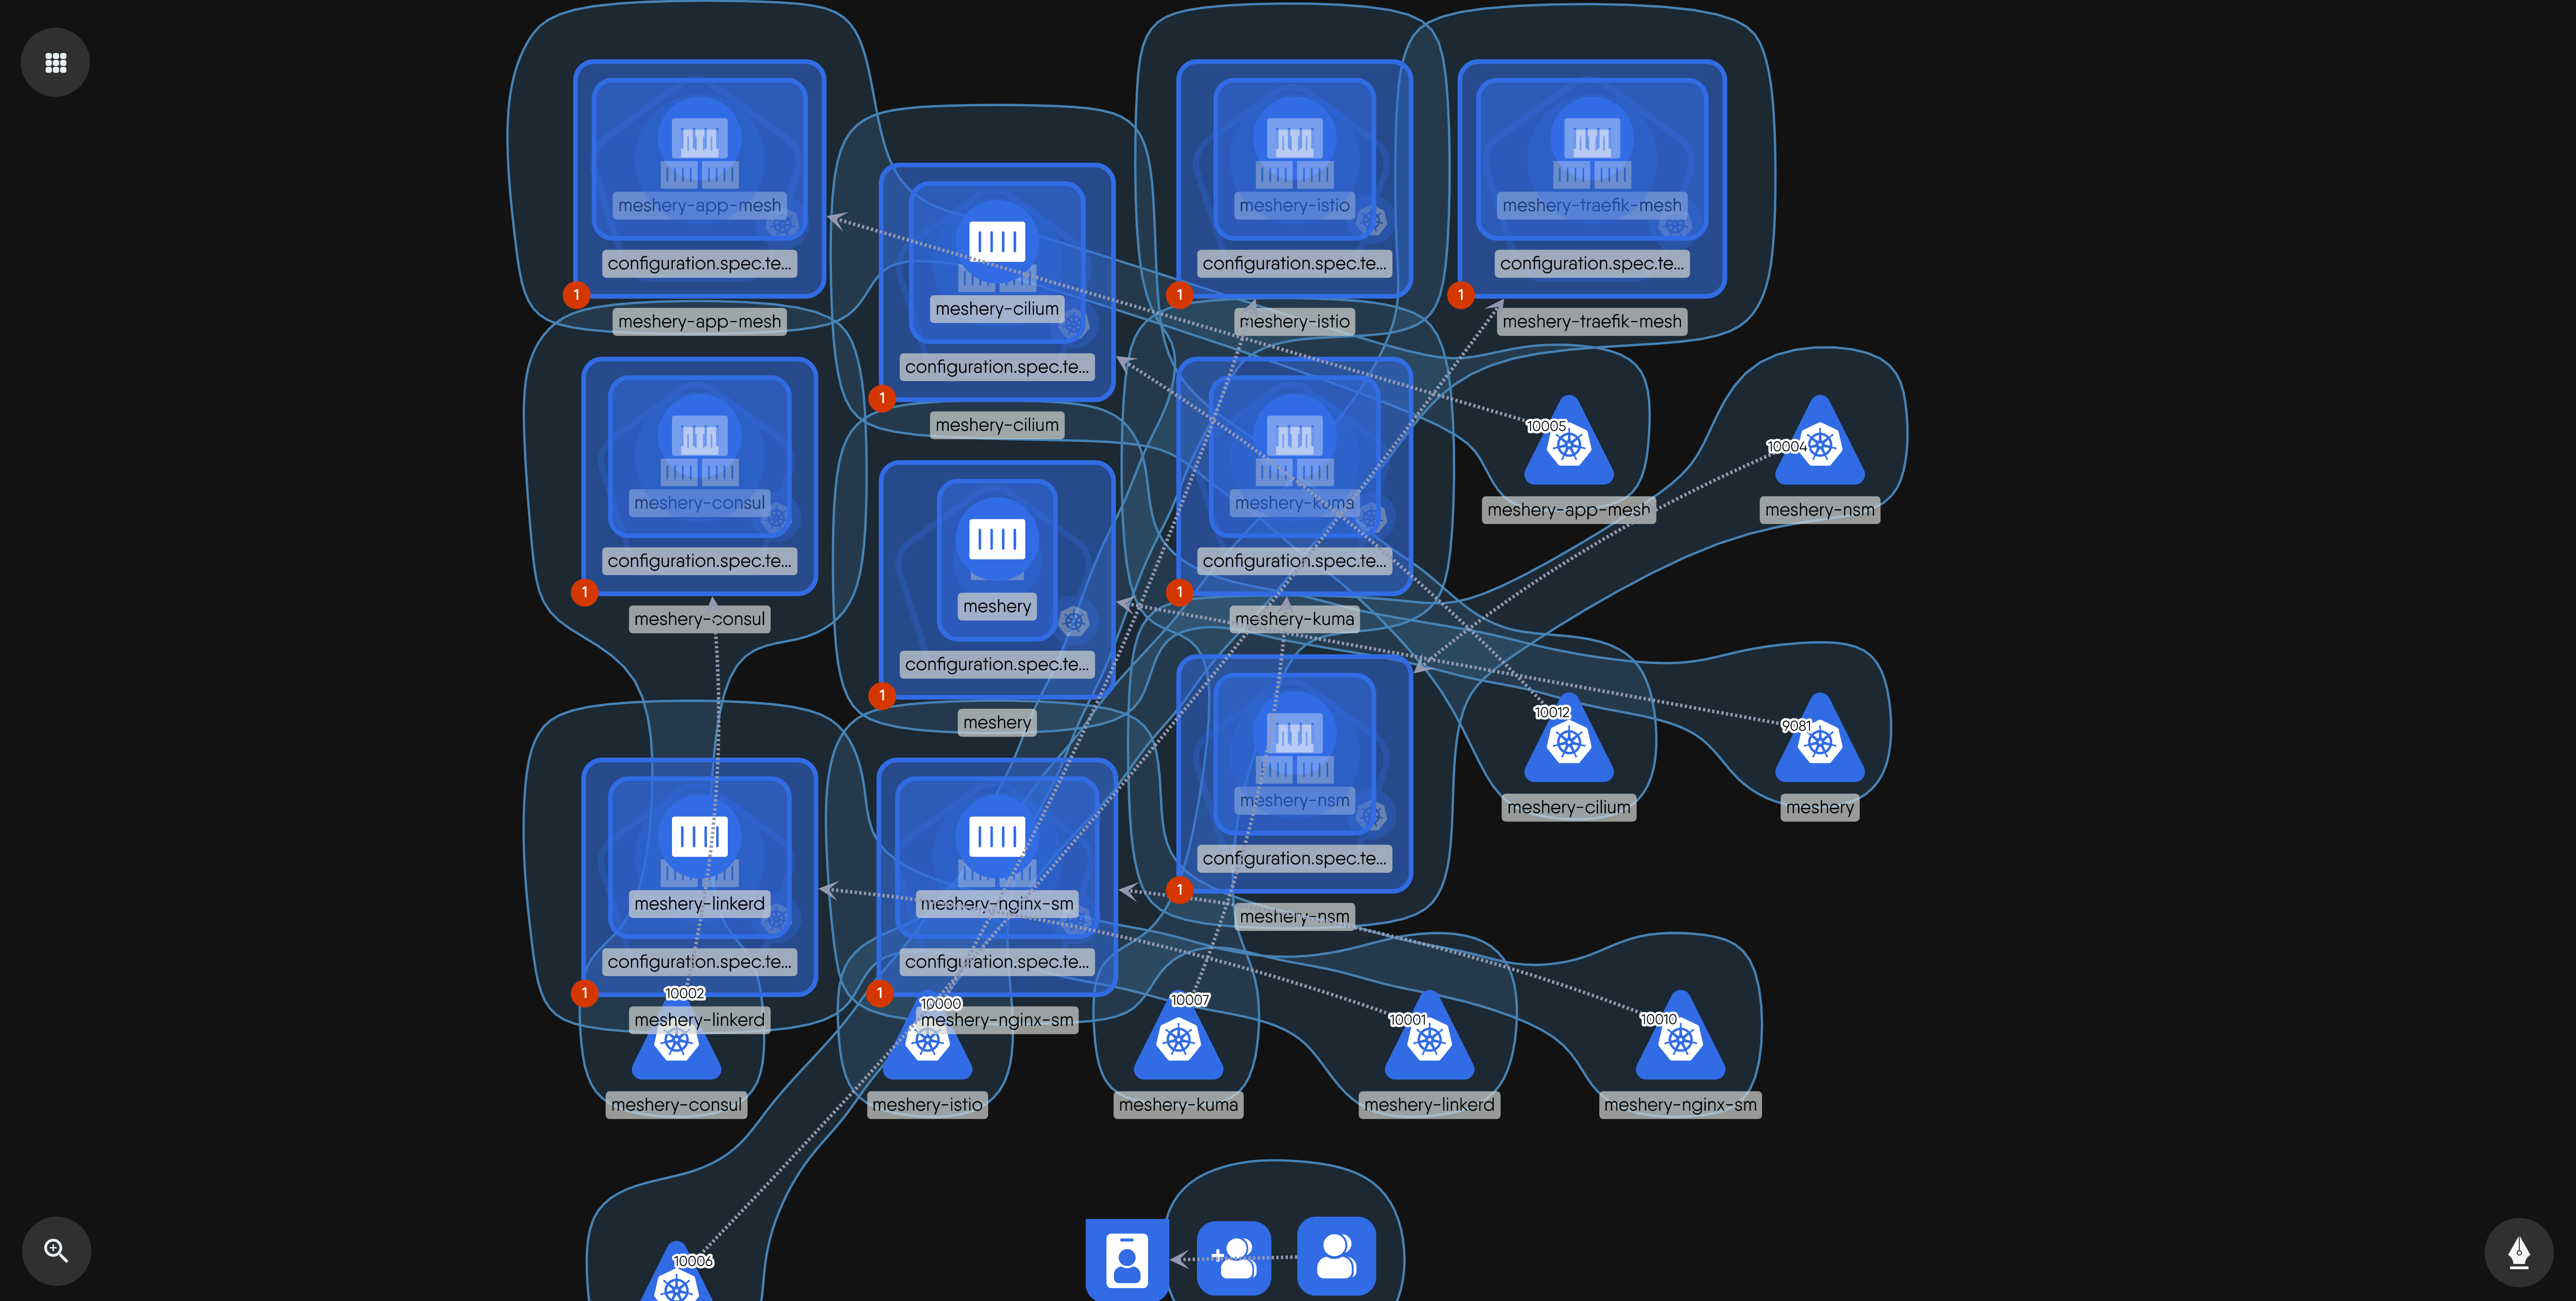 meshery-app-mesh
configuration.spec.te...
1
meshery-app-mesh
meshery-cilium
configuration.spec.te...
1
meshery-cilium
meshery-istio
configuration.spec.te...
1
meshery-istio
meshery-traefik-mesh
configuration.spec.te...
1
meshery-traefik-mesh
meshery-consul
configuration.spec.te...
1
meshery-consul
meshery
configuration.spec.te...
1
meshery
meshery-kuma
configuration.spec.te...
1
meshery-kuma
10005
meshery-app-mesh
10004
meshery-nsm
meshery-nsm
configuration.spec.te...
1
meshery-nsm
10012
meshery-cilium
9081
meshery
meshery-linkerd
configuration.spec.te...
1
meshery-linkerd
meshery-nginx-sm
configuration.spec.te...
1
meshery-nginx-sm
10002
meshery-consul
10000
meshery-istio
10007
meshery-kuma
10001
meshery-linkerd
10010
meshery-nginx-sm
10006